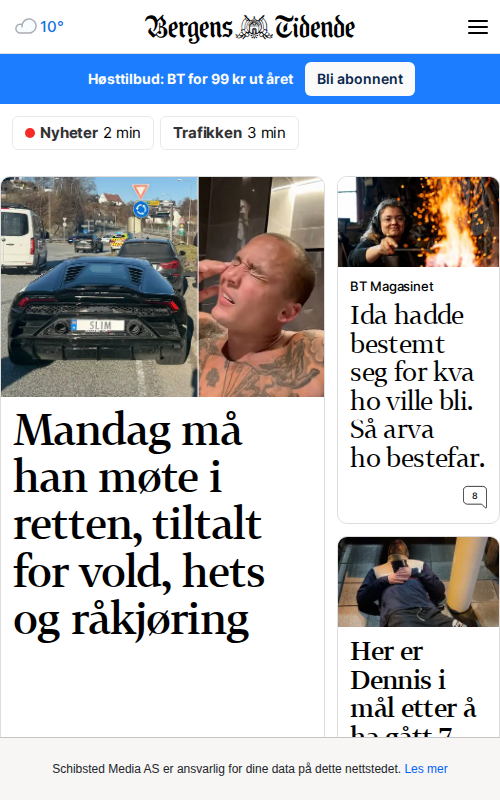 10°
Bergens Tidende
Høsttilbud: BT for 99 kr ut året
Bli abonnent
Nyheter 2 min
Trafikken 3 min
SLIM
Mandag må
han møte i
retten, tiltalt
for vold, hets
og råkjøring
BT Magasinet
Ida hadde
bestemt
seg for kva
ho ville bli.
Så arva
ho bestefar.
8
Her er
Dennis i
mål etter å
ha gått 7
Schibsted Media AS er ansvarlig for dine data på dette nettstedet. Les mer